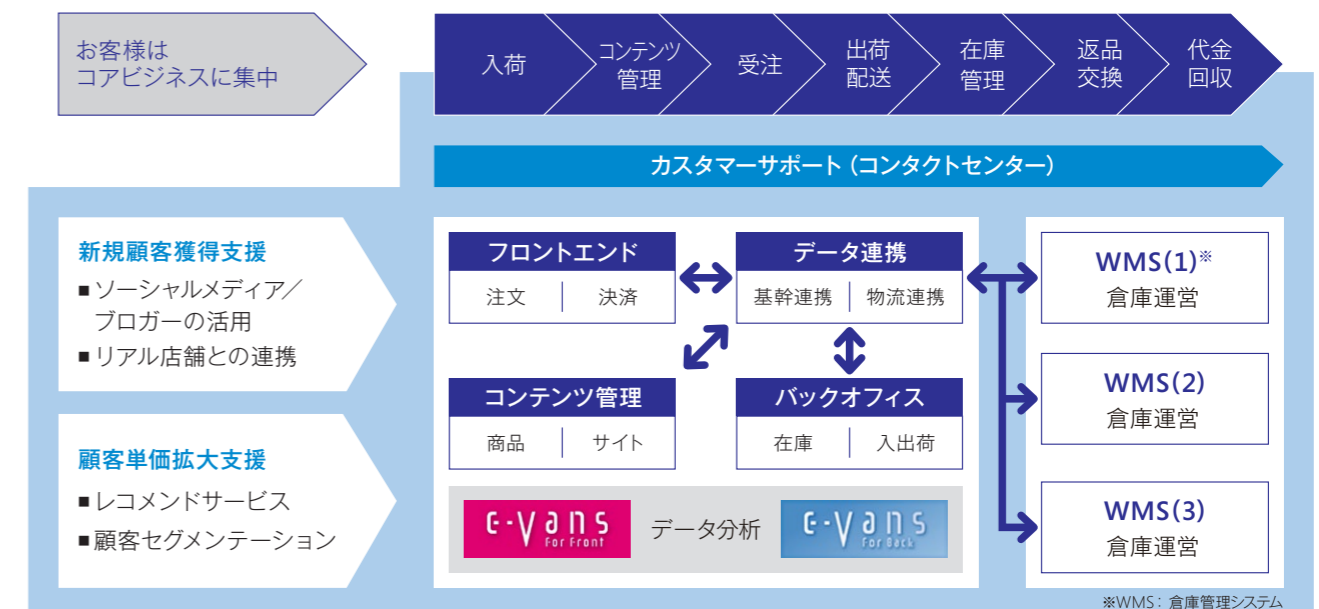 お客様は
コアビジネスに集中
入荷
コンテンツ
管理
受注
出荷
配送
在庫
管理
返品
交換
代金
回収
カスタマーサポート（コンタクトセンター）
新規顧客獲得支援
■ソーシャルメディア／
ブロガーの活用
■リアル店舗との連携
顧客単価拡大支援
■レコメンドサービス
■顧客セグメンテーション
フロントエンド
注文 決済
データ連携
基幹連携 物流連携
コンテンツ管理
商品 サイト
バックオフィス
在庫 入出荷
e-Vans
For Front
データ分析
e-Vans
For Back
WMS(1)※
倉庫運営
WMS(2)
倉庫運営
WMS(3)
倉庫運営
※WMS：倉庫管理システム